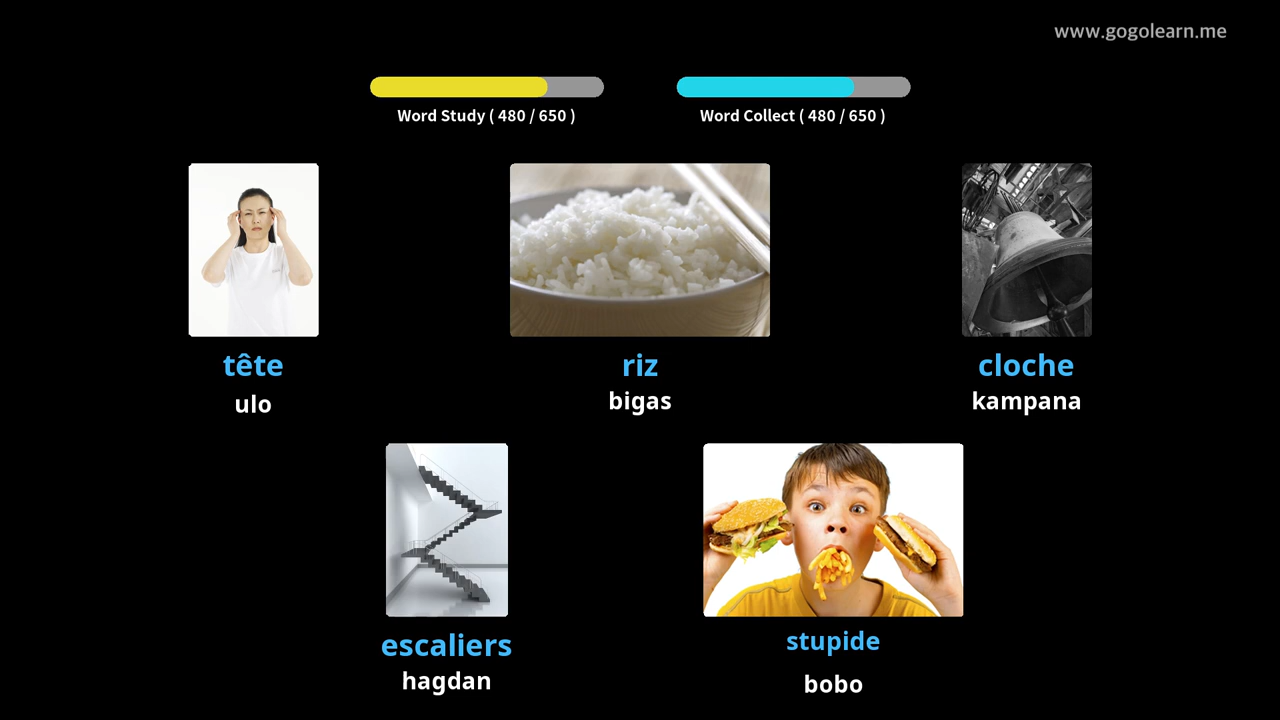 www.gogolearn.me
Word Study ( 480 / 650 )
Word Collect ( 480 / 650 )
tête
ulo
riz
bigas
cloche
kampana
escaliers
hagdan
stupide
bobo